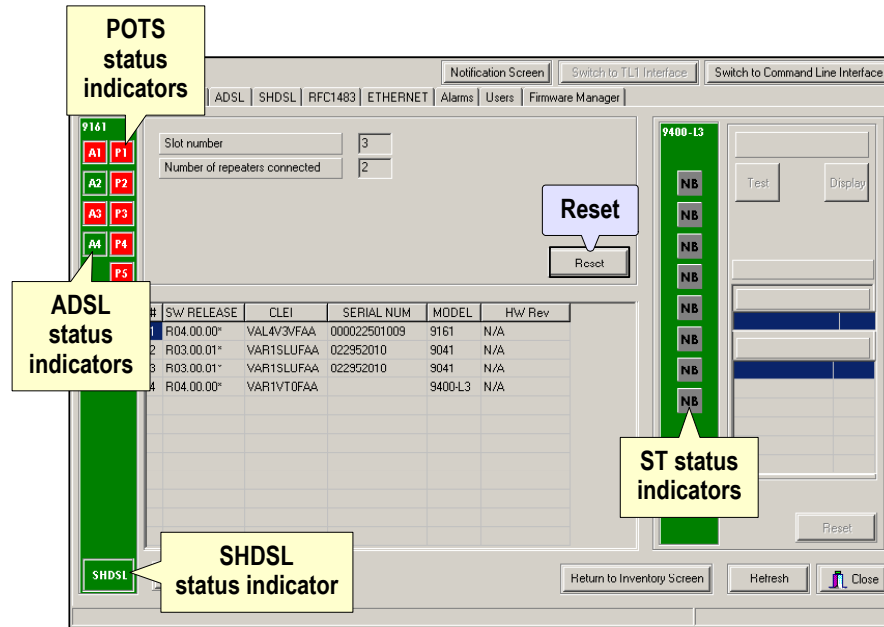 POTS
status
indicators
Notification Screen
Switch to TL1 Interface
Switch to Command Line Interface
ADSL SHDSL RFC1483 ETHERNET Alarms Users Firmware Manager
9161
A1 P1
A2 P2
A3 P3
A4 P4
P5
Slot number 3
Number of repeaters connected 2
Reset
Reset
9400-L3
NB
NB
NB
NB
NB
NB
NB
NB
Test
Display
ADSL
status
indicators
# SW RELEASE CLEI SERIAL NUM MODEL HW Rev
1 R04.00.00* VAL4V3VFAA 000022501009 9161 N/A
2 R03.00.01* VAR1SLUFAA 022952010 9041 N/A
3 R03.00.01* VAR1SLUFAA 022952010 9041 N/A
4 R04.00.00* VAR1VT0FAA 9400-L3 N/A
ST status
indicators
Reset
SHDSL
SHDSL
status indicator
Return to Inventory Screen
Refresh
Close